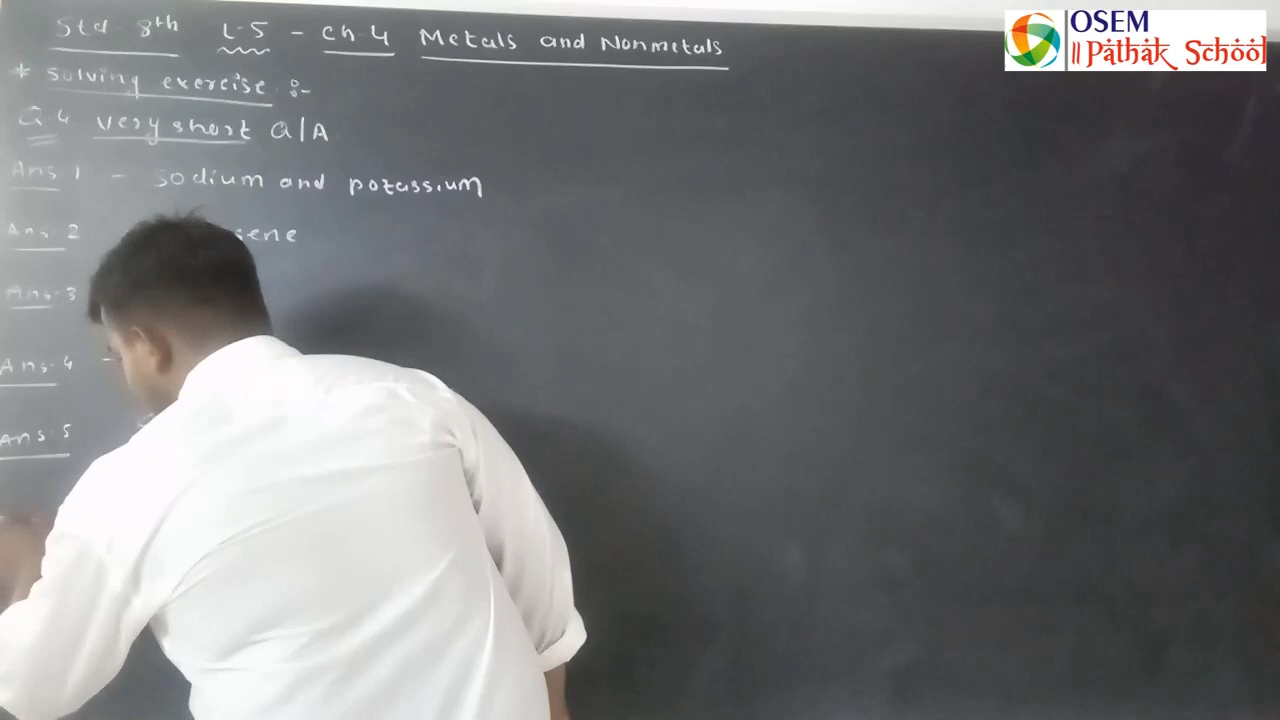 Std- 8th L-5 - Ch-4 Metals and Nonmetals
* Solving exercise :-
Q.4 Very short Q/A.
Ans. 1 - Sodium and potassium
Ans. 2
Ans. 3
Ans. 4 -
Ans. 5
OSEM
|| Pathak School